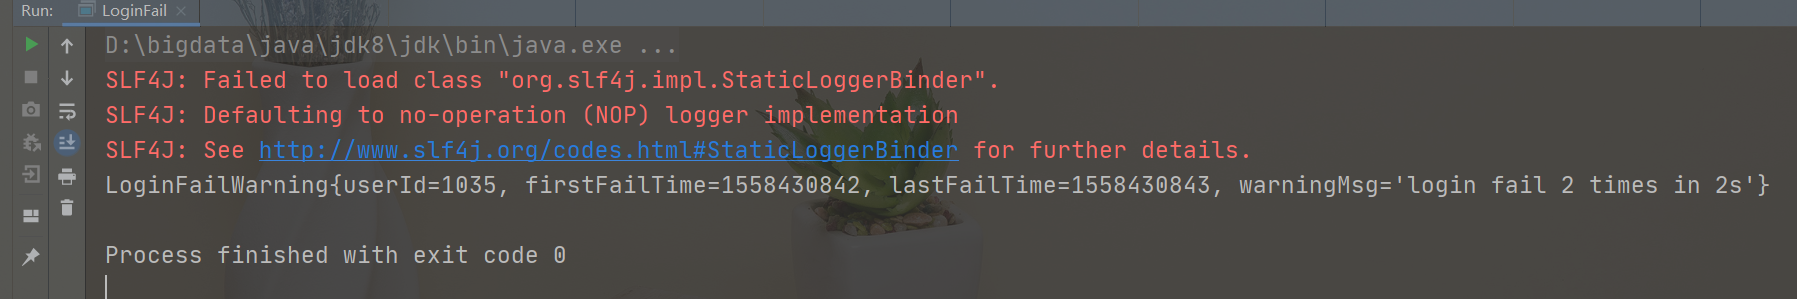 Run: LoginFail
D:\bigdata\java\jdk8\jdk\bin\java.exe ...
SLF4J: Failed to load class "org.slf4j.impl.StaticLoggerBinder".
SLF4J: Defaulting to no-operation (NOP) logger implementation
SLF4J: See http://www.slf4j.org/codes.html#StaticLoggerBinder for further details.
LoginFailWarning{userId=1035, firstFailTime=1558430842, lastFailTime=1558430843, warningMsg='login fail 2 times in 2s'}
Process finished with exit code 0